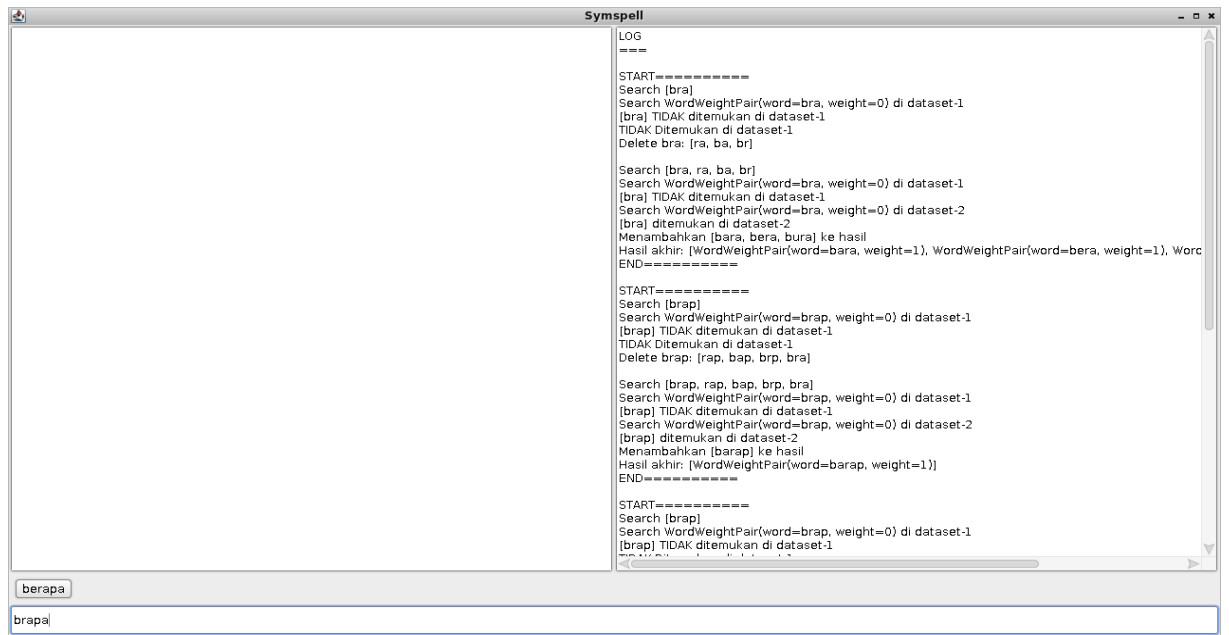 Symspell
LOG
===
START==========
Search [bra]
Search WordWeightPair(word=bra, weight=0) di dataset-1
[bra] TIDAK ditemukan di dataset-1
TIDAK Ditemukan di dataset-1
Delete bra: [ra, ba, br]
Search [bra, ra, ba, br]
Search WordWeightPair(word=bra, weight=0) di dataset-1
[bra] TIDAK ditemukan di dataset-1
Search WordWeightPair(word=bra, weight=0) di dataset-2
[bra] ditemukan di dataset-2
Menambahkan [bara, bera, bura] ke hasil
Hasil akhir: [WordWeightPair(word=bara, weight=1), WordWeightPair(word=bera, weight=1), Word
END==========
START==========
Search [brap]
Search WordWeightPair(word=brap, weight=0) di dataset-1
[brap] TIDAK ditemukan di dataset-1
TIDAK Ditemukan di dataset-1
Delete brap: [rap, bap, brp, bra]
Search [brap, rap, bap, brp, bra]
Search WordWeightPair(word=brap, weight=0) di dataset-1
[brap] TIDAK ditemukan di dataset-1
Search WordWeightPair(word=brap, weight=0) di dataset-2
[brap] ditemukan di dataset-2
Menambahkan [barap] ke hasil
Hasil akhir: [WordWeightPair(word=barap, weight=1)]
END==========
START==========
Search [brap]
Search WordWeightPair(word=brap, weight=0) di dataset-1
[brap] TIDAK ditemukan di dataset-1
berapa
brapa